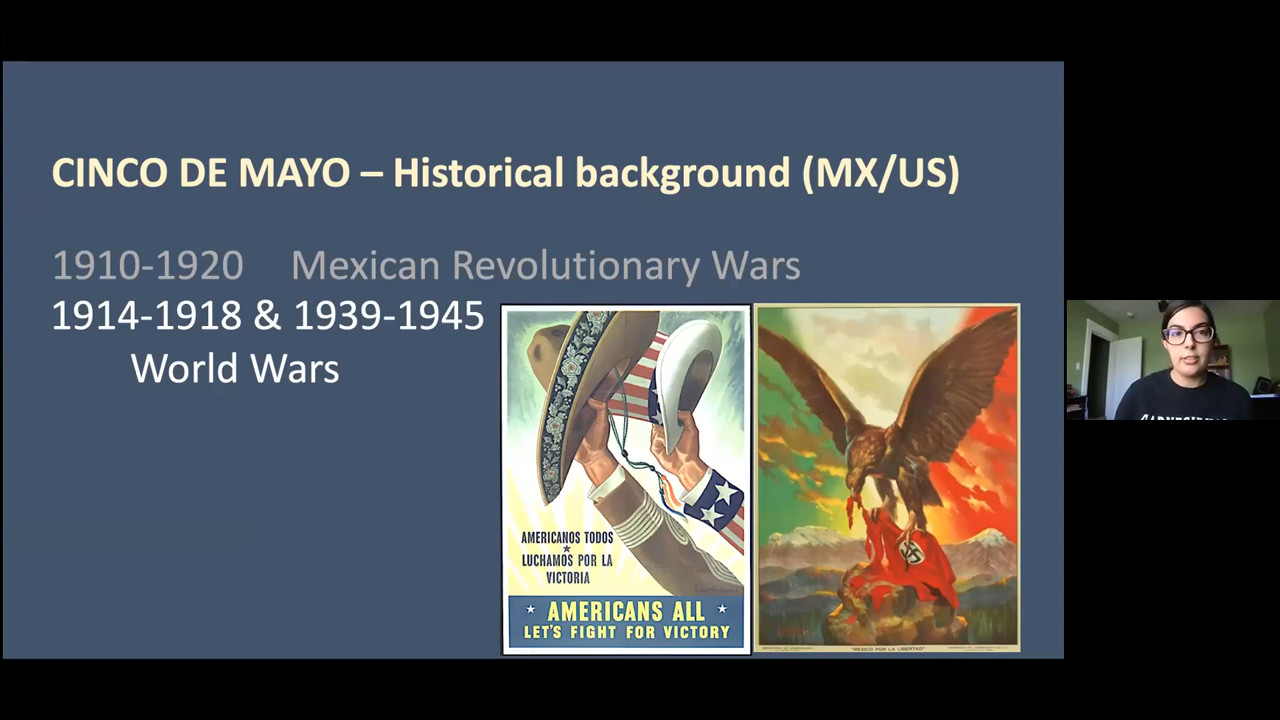 CINCO DE MAYO – Historical background (MX/US)
1910-1920 Mexican Revolutionary Wars
1914-1918 & 1939-1945
World Wars
AMERICANOS TODOS
LUCHAMOS POR LA
VICTORIA
AMERICANS ALL
LET'S FIGHT FOR VICTORY
"MEXICO POR LA LIBERTAD"